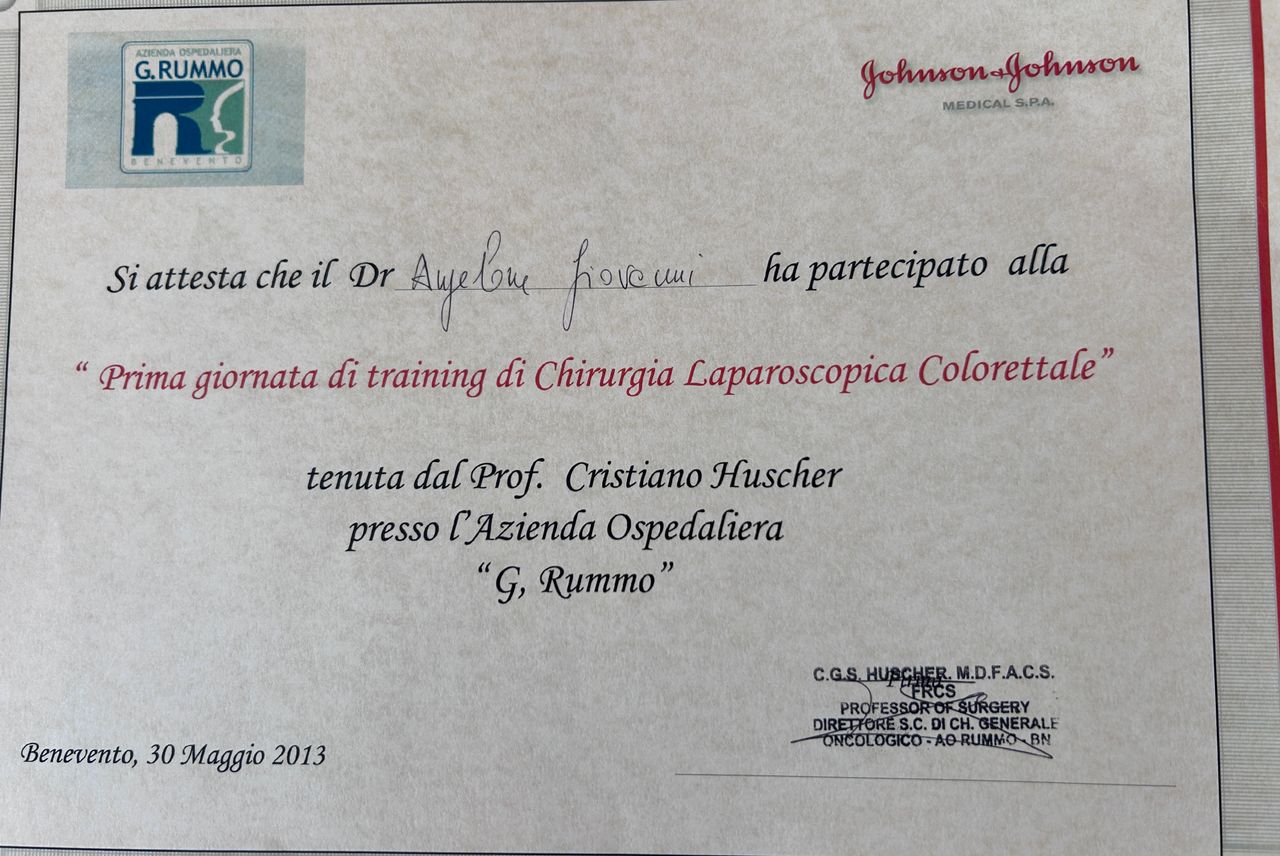 AZIENDA OSPEDALIERA
G. RUMMO
BENEVENTO
Johnson & Johnson
MEDICAL S.P.A.
Si attesta che il Dr Angelone Giovanni ha partecipato alla
“ Prima giornata di training di Chirurgia Laparoscopica Colorettale”
tenuta dal Prof. Cristiano Huscher
presso l’Azienda Ospedaliera
“G, Rummo”
C.G.S. HUSCHER. M.D.F.A.C.S.
FRCS
PROFESSOR OF SURGERY
DIRETTORE S.C. DI CH. GENERALE
ONCOLOGICO - AO RUMMO - BN
Benevento, 30 Maggio 2013